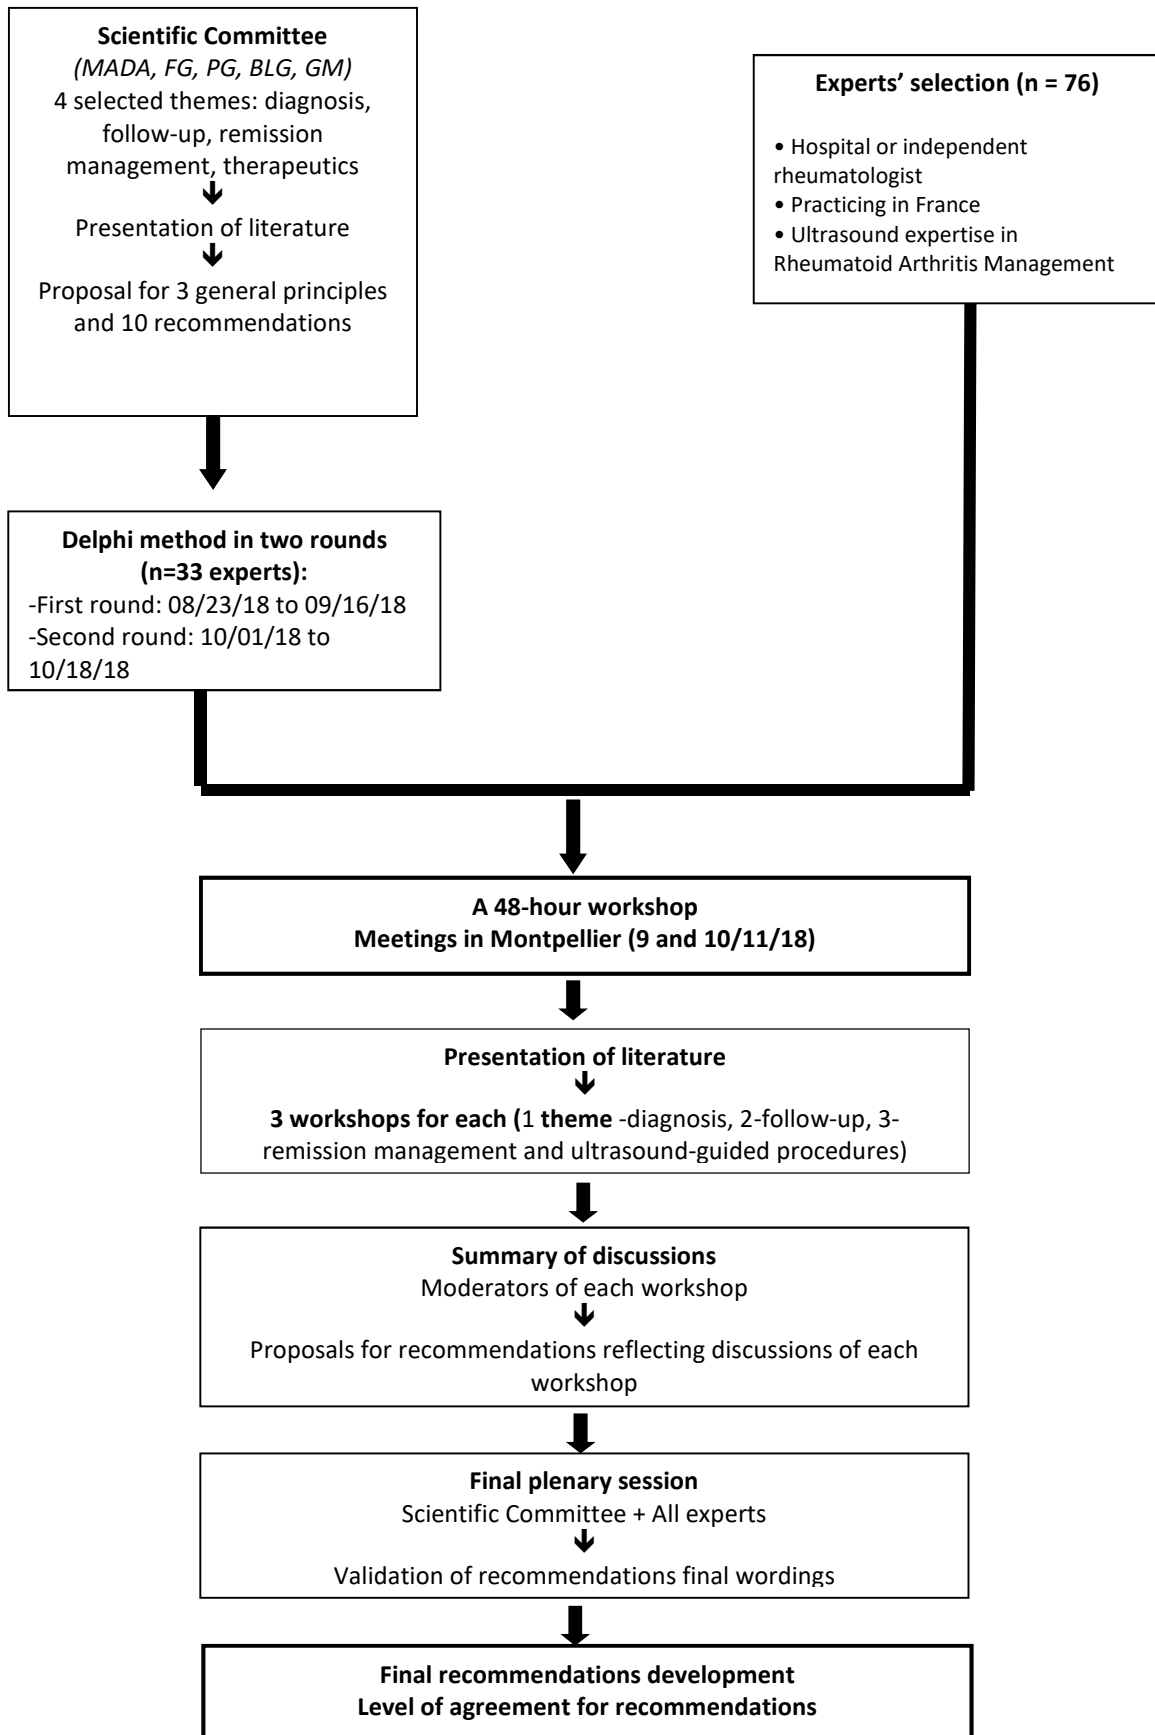 Scientific Committee
(MADA, FG, PG, BLG, GM)
4 selected themes: diagnosis,
follow-up, remission
management, therapeutics
Presentation of literature
Proposal for 3 general principles
and 10 recommendations
Experts’ selection (n = 76)
• Hospital or independent
rheumatologist
• Practicing in France
• Ultrasound expertise in
Rheumatoid Arthritis Management
Delphi method in two rounds
(n=33 experts):
-First round: 08/23/18 to 09/16/18
-Second round: 10/01/18 to
10/18/18
A 48-hour workshop
Meetings in Montpellier (9 and 10/11/18)
Presentation of literature
3 workshops for each (1 theme -diagnosis, 2-follow-up, 3-
remission management and ultrasound-guided procedures)
Summary of discussions
Moderators of each workshop
Proposals for recommendations reflecting discussions of each
workshop
Final plenary session
Scientific Committee + All experts
Validation of recommendations final wordings
Final recommendations development
Level of agreement for recommendations